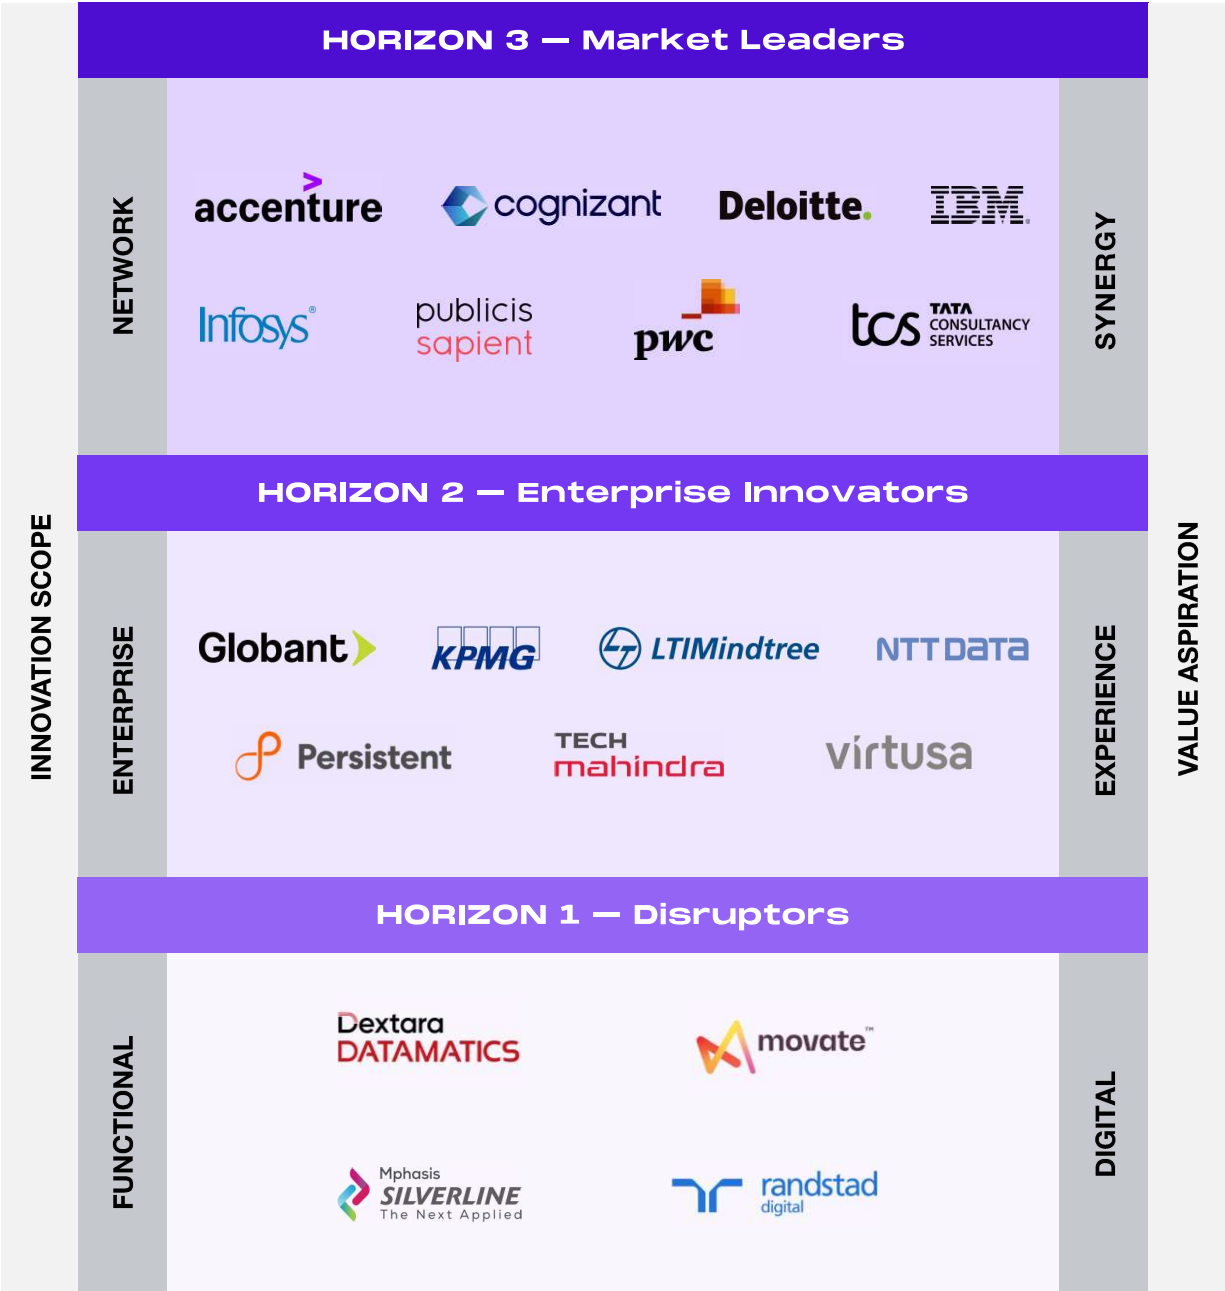 HORIZON 3 — Market Leaders
INNOVATION SCOPE
NETWORK
accenture
cognizant
Deloitte.
IBM®
Infosys®
publicis
sapient
pwc
tcs TATA
CONSULTANCY
SERVICES
SYNERGY
VALUE ASPIRATION
HORIZON 2 — Enterprise Innovators
ENTERPRISE
Globant
KPMG
LTIMindtree
NTT DATA
Persistent
TECH
mahindra
virtusa
EXPERIENCE
HORIZON 1 — Disruptors
FUNCTIONAL
Dextara
DATAMATICS
movate™
Mphasis
SILVERLINE
The Next Applied
randstad
digital
DIGITAL